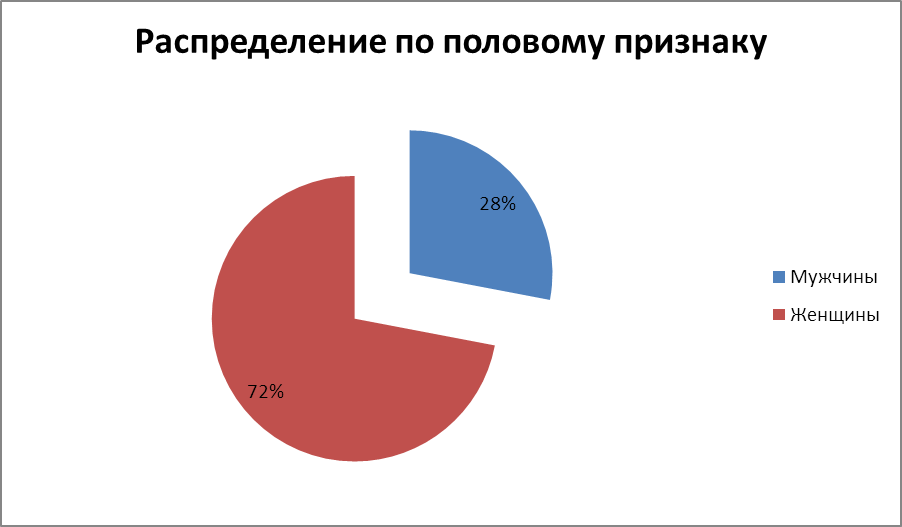 Распределение по половому признаку
28%
72%
Мужчины
Женщины